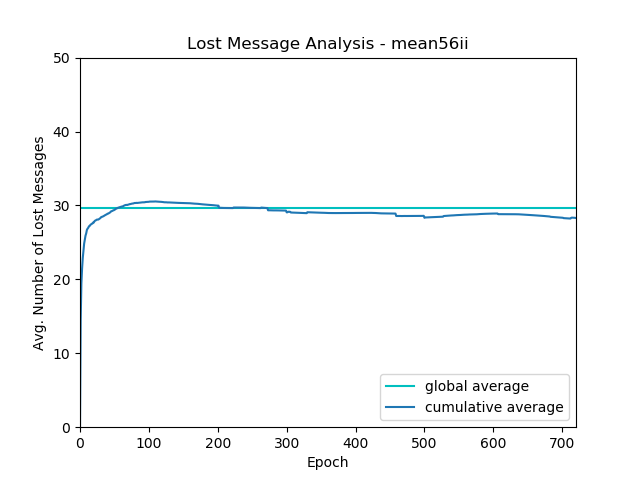 Lost Message Analysis - mean56ii
Avg. Number of Lost Messages
50
40
30
20
10
0
0 100 200 300 400 500 600 700
Epoch
global average
cumulative average